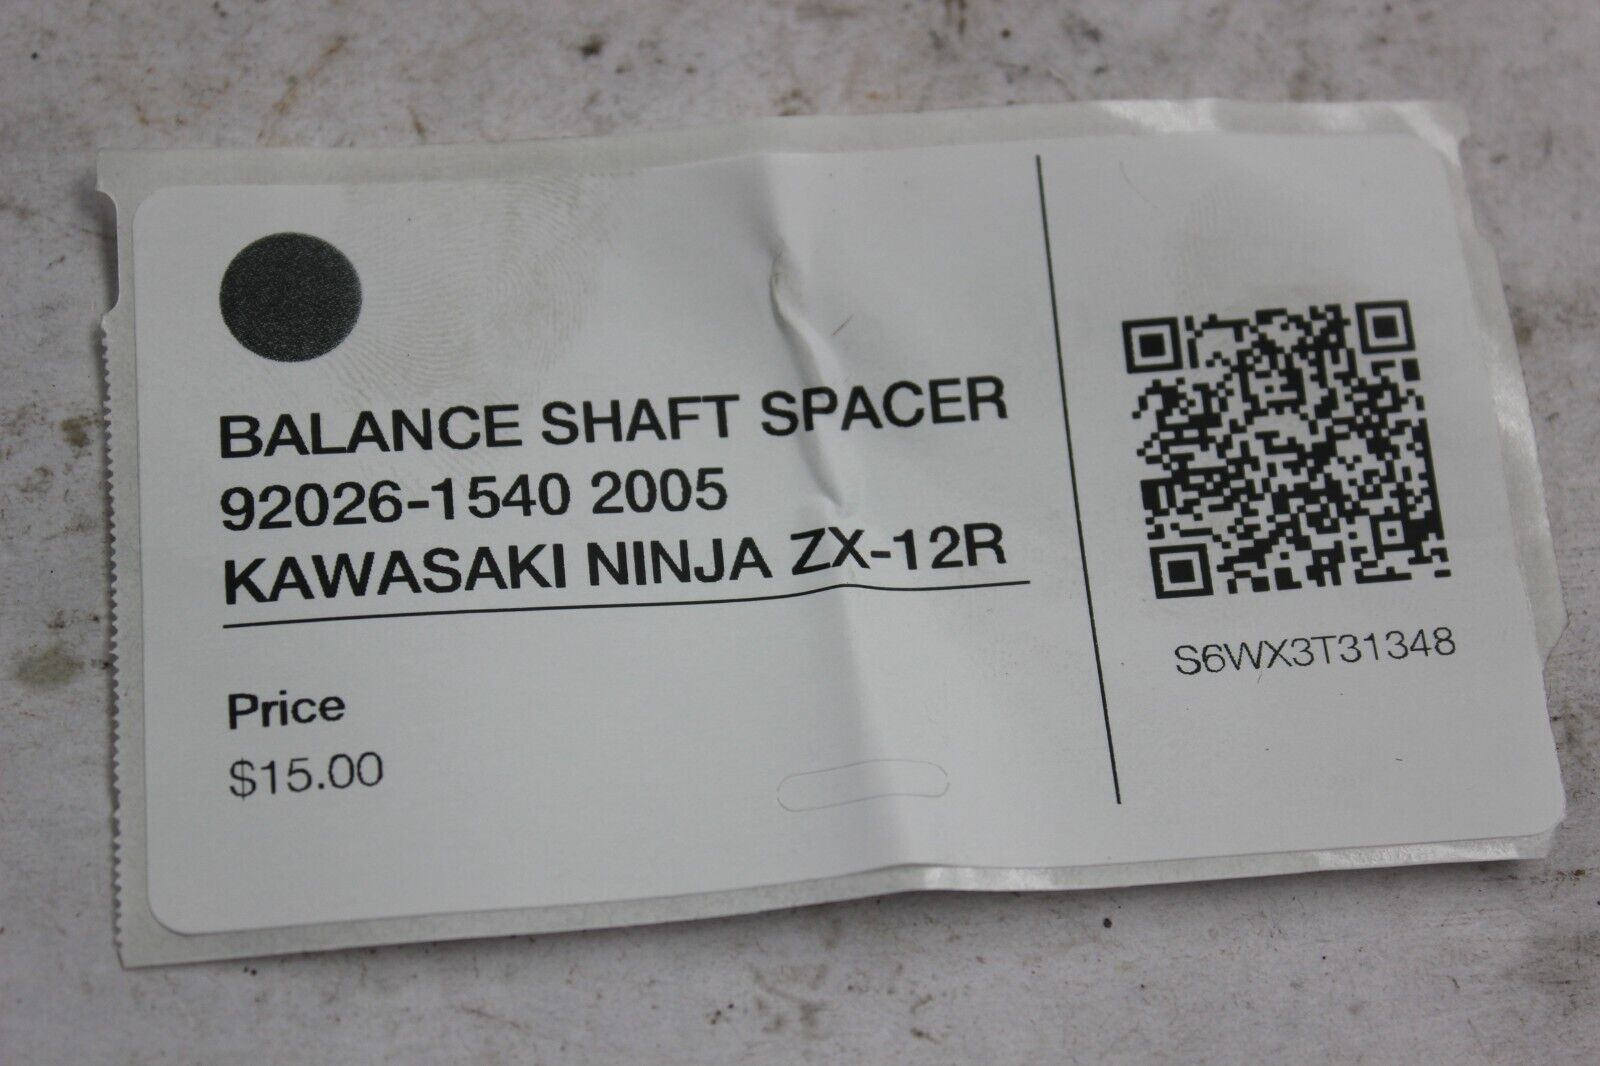 BALANCE SHAFT SPACER
92026-1540 2005
KAWASAKI NINJA ZX-12R
Price
$15.00
S6WX3T31348